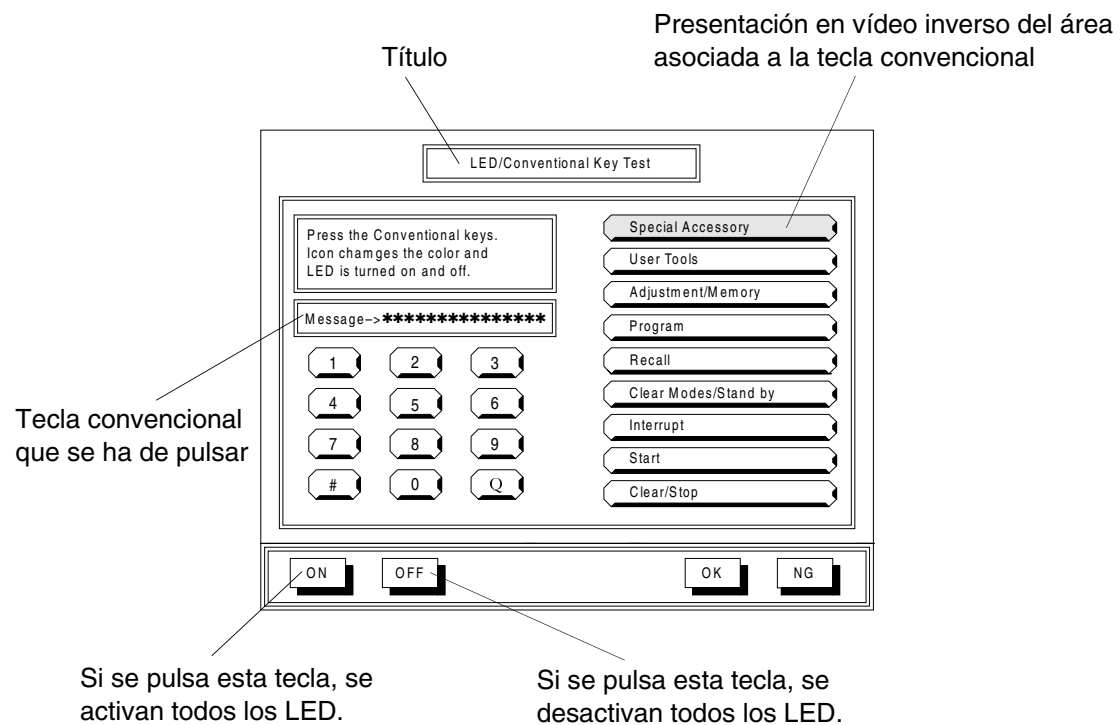 Presentación en vídeo inverso del área
asociada a la tecla convencional
Título
LED/Conventional Key Test
Press the Conventional keys.
Icon chamges the color and
LED is turned on and off.
Message–>***************
1 2 3
4 5 6
7 8 9
# 0 Q
Special Accessory
User Tools
Adjustment/Memory
Program
Recall
Clear Modes/Stand by
Interrupt
Start
Clear/Stop
Tecla convencional
que se ha de pulsar
ON OFF OK NG
Si se pulsa esta tecla, se
activan todos los LED.
Si se pulsa esta tecla, se
desactivan todos los LED.